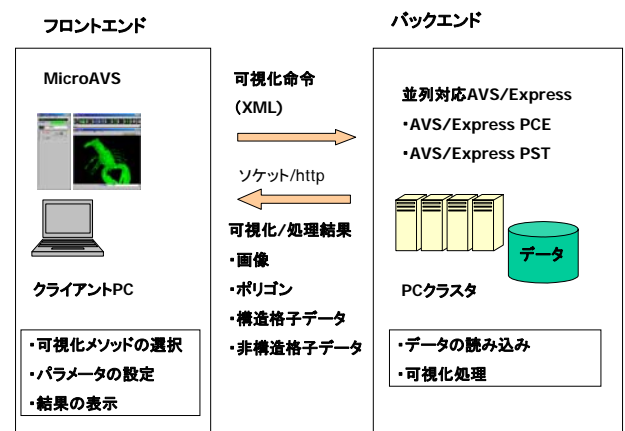 フロントエンド
MicroAVS
クライアントPC
・可視化メソッドの選択
・パラメータの設定
・結果の表示
可視化命令
(XML)
ソケット/http
可視化/処理結果
・画像
・ポリゴン
・構造格子データ
・非構造格子データ
バックエンド
並列対応AVS/Express
・AVS/Express PCE
・AVS/Express PST
データ
PCクラスタ
・データの読み込み
・可視化処理